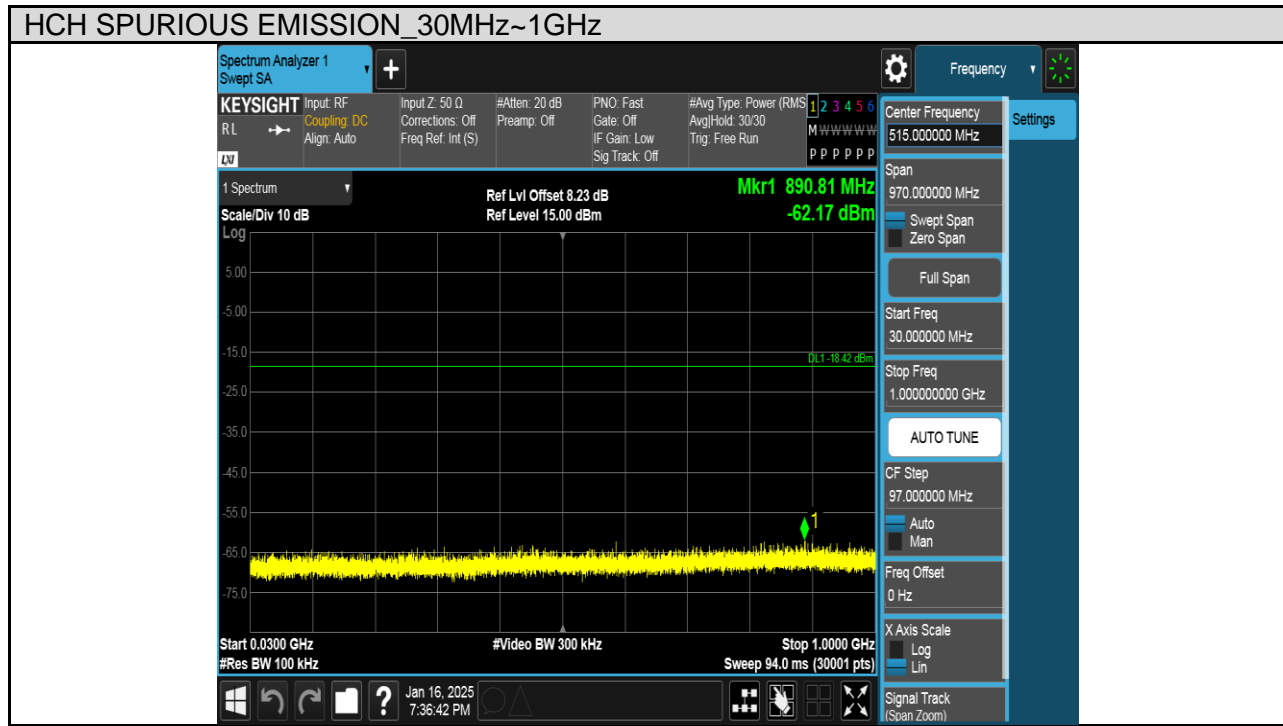 HCH SPURIOUS EMISSION_30MHz~1GHz
Spectrum Analyzer 1
Swept SA
+
Frequency
KEYSIGHT
RL
LXI
Input: RF
Coupling: DC
Align: Auto
Input Z: 50 Ω
Corrections: Off
Freq Ref: Int (S)
#Atten: 20 dB
Preamp: Off
PNO: Fast
Gate: Off
IF Gain: Low
Sig Track: Off
#Avg Type: Power (RMS
Avg|Hold: 30/30
Trig: Free Run
1 2 3 4 5 6
M W W W W W
P P P P P P
1 Spectrum
Scale/Div 10 dB
Log
Ref Lvl Offset 8.23 dB
Ref Level 15.00 dBm
Mkr1 890.81 MHz
-62.17 dBm
5.00
-5.00
-15.0
DL1 -18.42 dBm
-25.0
-35.0
-45.0
-55.0
1
-65.0
-75.0
Start 0.0300 GHz
#Video BW 300 kHz
Stop 1.0000 GHz
#Res BW 100 kHz
Sweep 94.0 ms (30001 pts)
?
Jan 16, 2025
7:36:42 PM
Center Frequency
515.000000 MHz
Settings
Span
970.000000 MHz
Swept Span
Zero Span
Full Span
Start Freq
30.000000 MHz
Stop Freq
1.000000000 GHz
AUTO TUNE
CF Step
97.000000 MHz
Auto
Man
Freq Offset
0 Hz
X Axis Scale
Log
Lin
Signal Track
(Span Zoom)